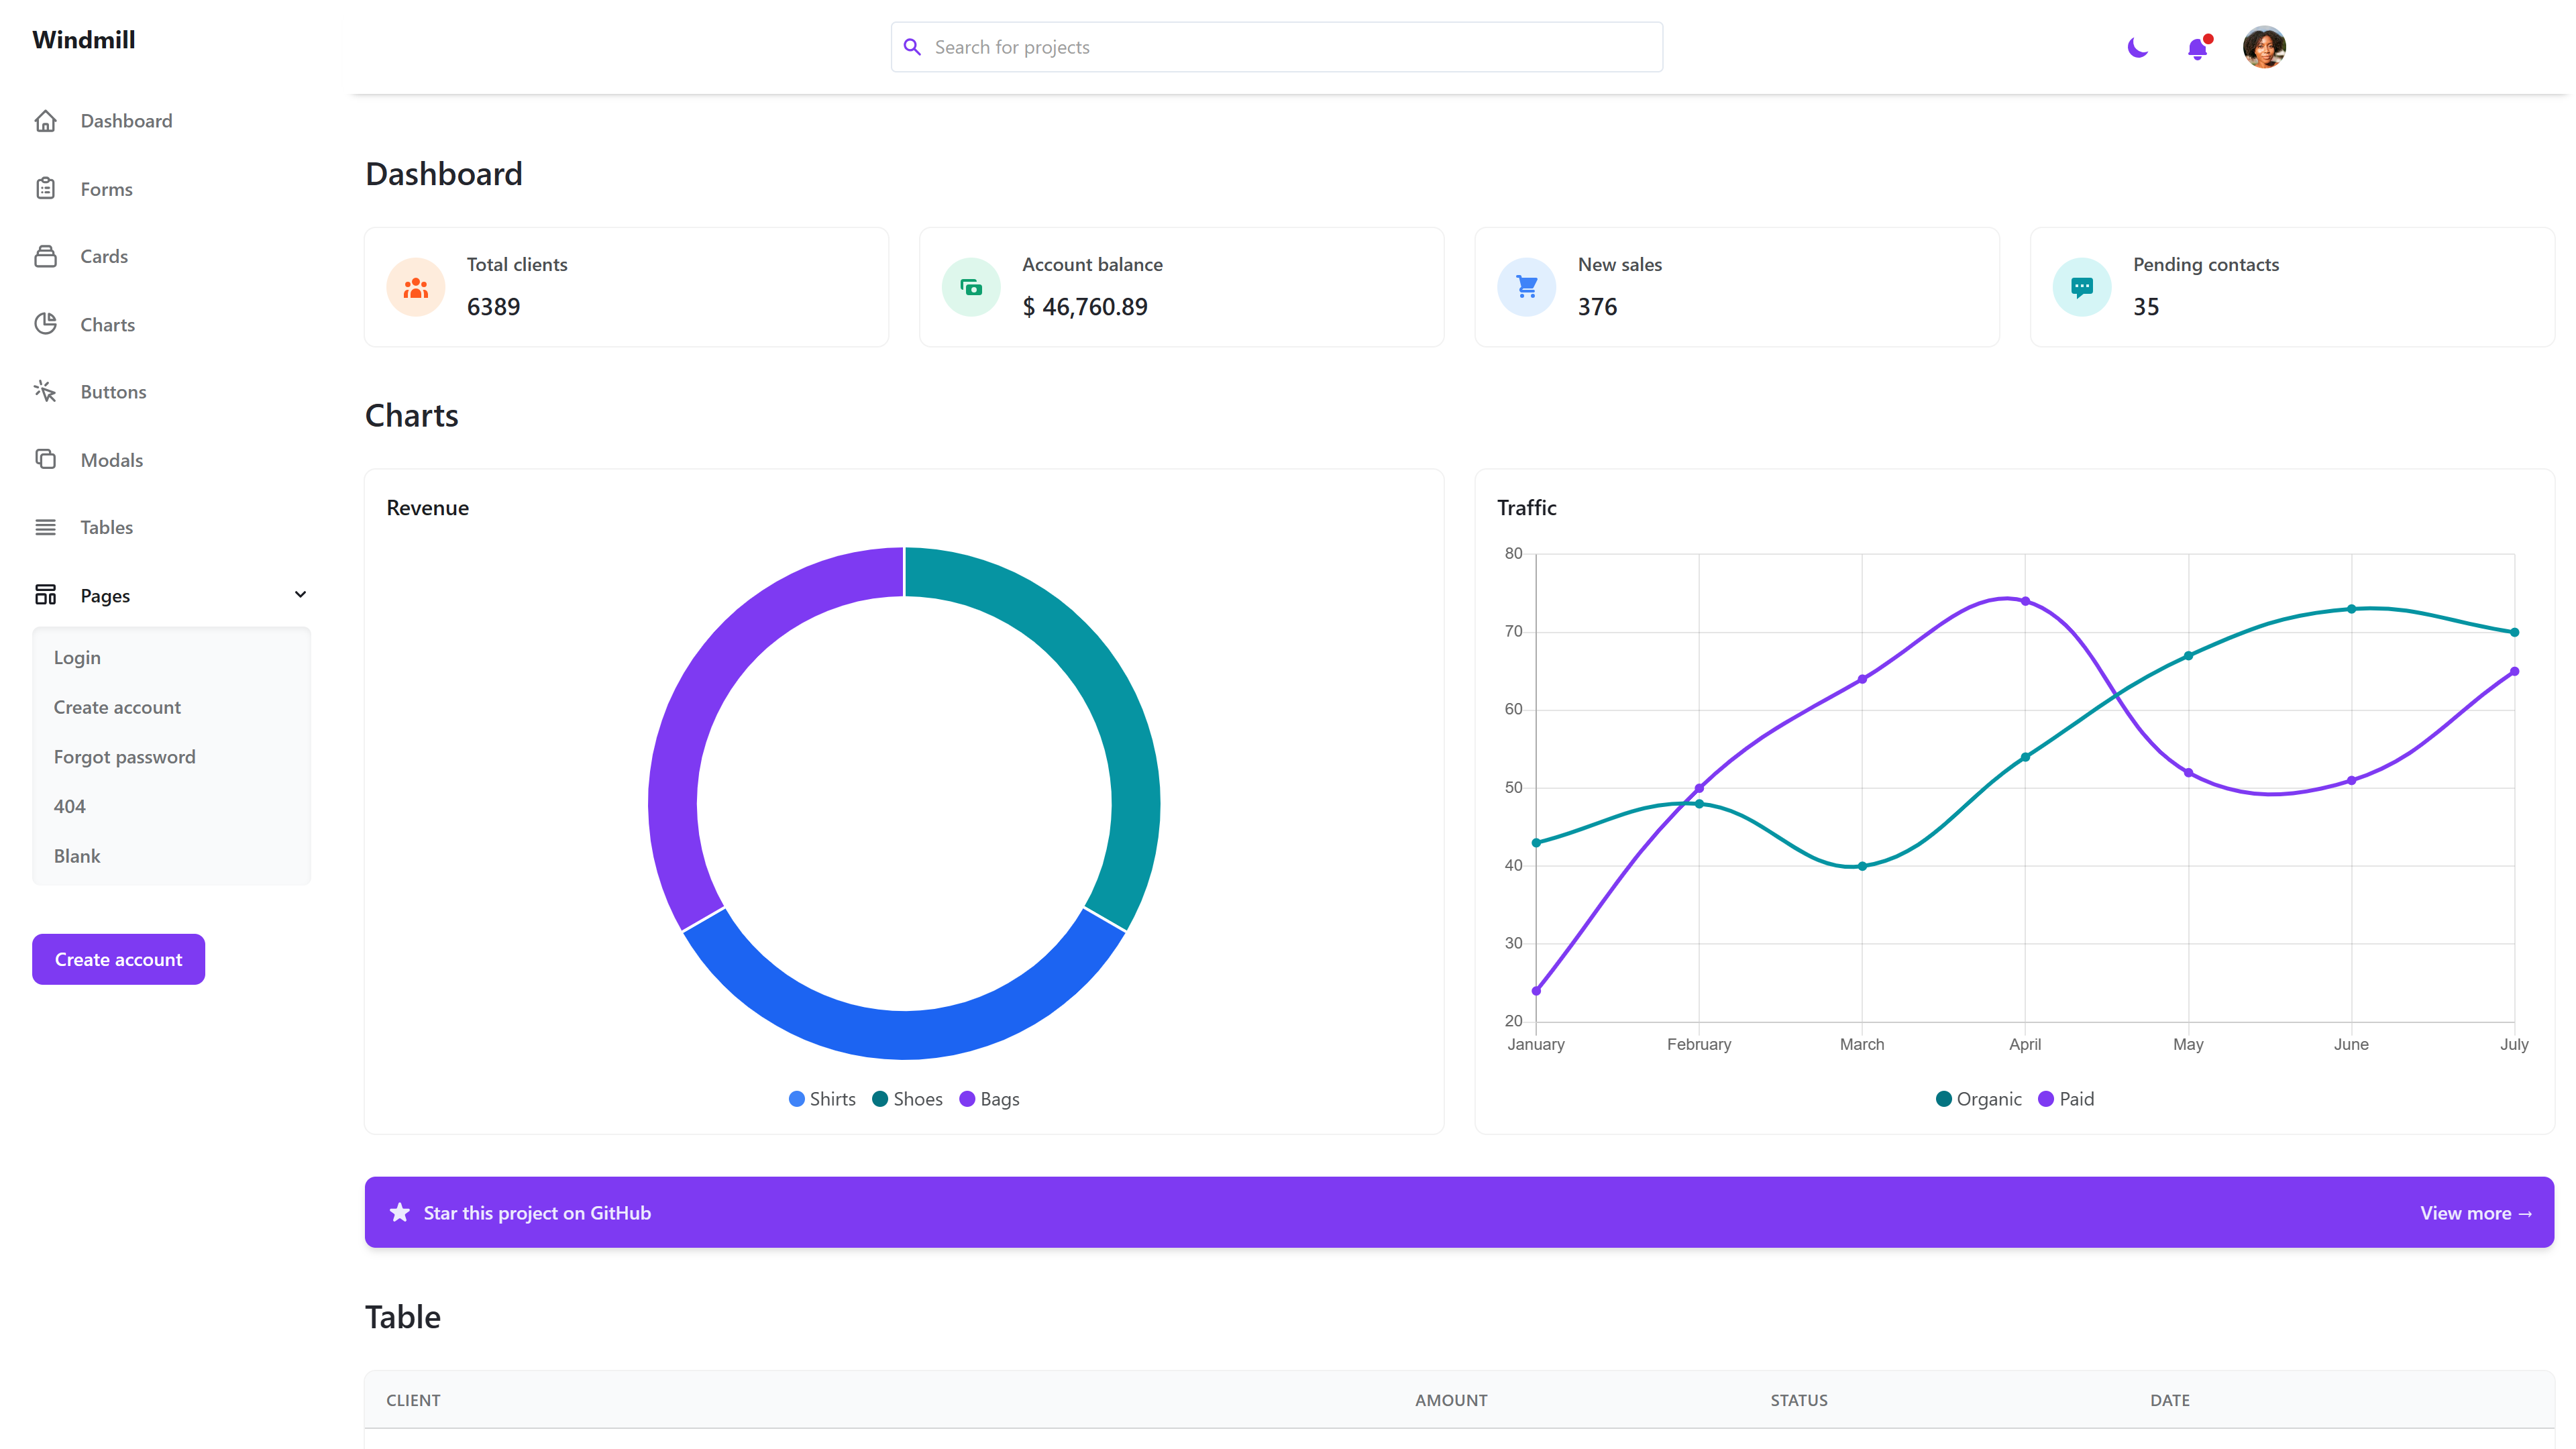 Windmill
Search for projects
Dashboard
Forms
Cards
Charts
Buttons
Modals
Tables
Pages
Login
Create account
Forgot password
404
Blank
Create account
Dashboard
Total clients
6389
Account balance
$ 46,760.89
New sales
376
Pending contacts
35
Charts
Revenue
Shirts Shoes Bags
Traffic
80
70
60
50
40
30
20
January February March April May June July
Organic Paid
Star this project on GitHub View more →
Table
CLIENT AMOUNT STATUS DATE